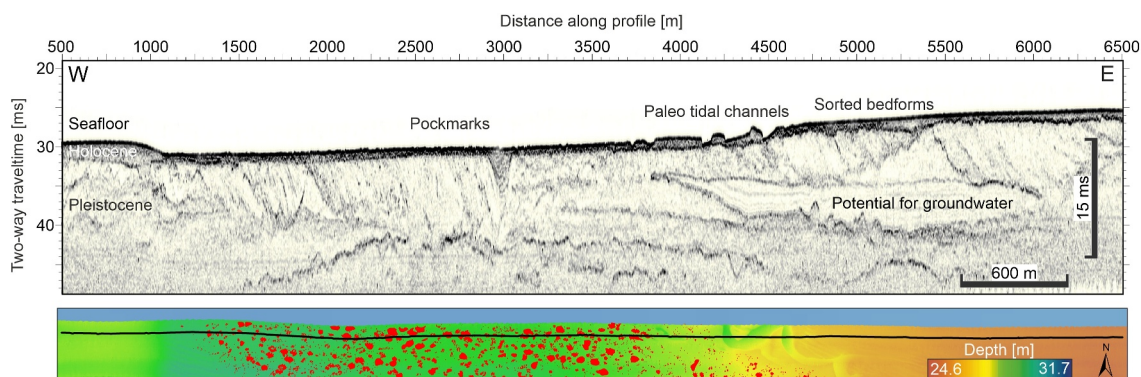 Distance along profile [m]
500 1000 1500 2000 2500 3000 3500 4000 4500 5000 5500 6000 6500
Two-way traveltime [ms]
20
30
40
W
E
Seafloor
Holocene
Pleistocene
Pockmarks
Paleo tidal channels
Sorted bedforms
Potential for groundwater
15 ms
600 m
Depth [m]
24.6 31.7
N